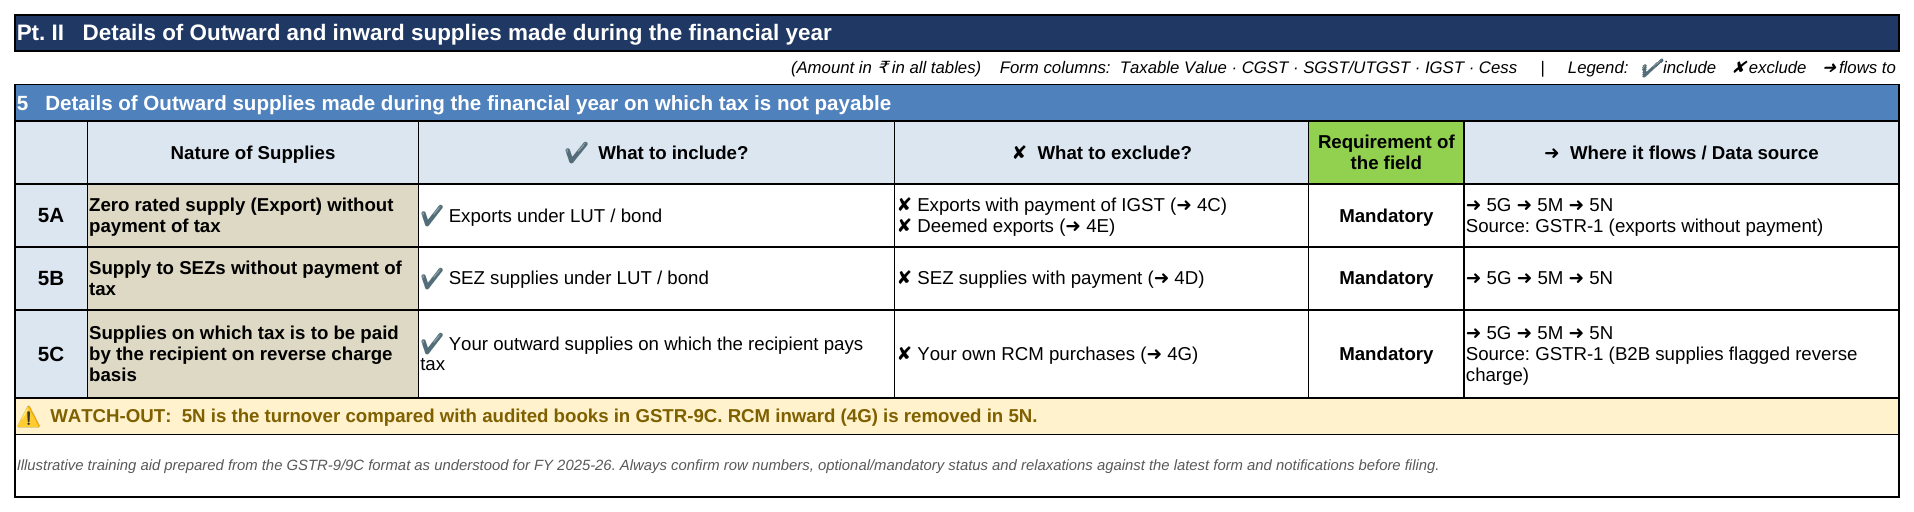 Pt. II Details of Outward and inward supplies made during the financial year
(Amount in ₹ in all tables) Form columns: Taxable Value · CGST · SGST/UTGST · IGST · Cess | Legend: ✔include ✘exclude ➔flows to
5 Details of Outward supplies made during the financial year on which tax is not payable
Nature of Supplies
✔ What to include?
✘ What to exclude?
Requirement of
the field
➔ Where it flows / Data source
5A
Zero rated supply (Export) without
payment of tax
✔ Exports under LUT / bond
✘ Exports with payment of IGST (➔ 4C)
✘ Deemed exports (➔ 4E)
Mandatory
➔ 5G ➔ 5M ➔ 5N
Source: GSTR-1 (exports without payment)
5B
Supply to SEZs without payment of
tax
✔ SEZ supplies under LUT / bond
✘ SEZ supplies with payment (➔ 4D)
Mandatory
➔ 5G ➔ 5M ➔ 5N
5C
Supplies on which tax is to be paid
by the recipient on reverse charge
basis
✔ Your outward supplies on which the recipient pays
tax
✘ Your own RCM purchases (➔ 4G)
Mandatory
➔ 5G ➔ 5M ➔ 5N
Source: GSTR-1 (B2B supplies flagged reverse
charge)
⚠ WATCH-OUT: 5N is the turnover compared with audited books in GSTR-9C. RCM inward (4G) is removed in 5N.
Illustrative training aid prepared from the GSTR-9/9C format as understood for FY 2025-26. Always confirm row numbers, optional/mandatory status and relaxations against the latest form and notifications before filing.